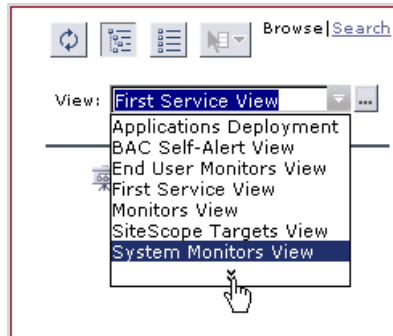 Browse|Search
View: First Service View ...
Applications Deployment
BAC Self-Alert View
End User Monitors View
First Service View
Monitors View
SiteScope Targets View
System Monitors View